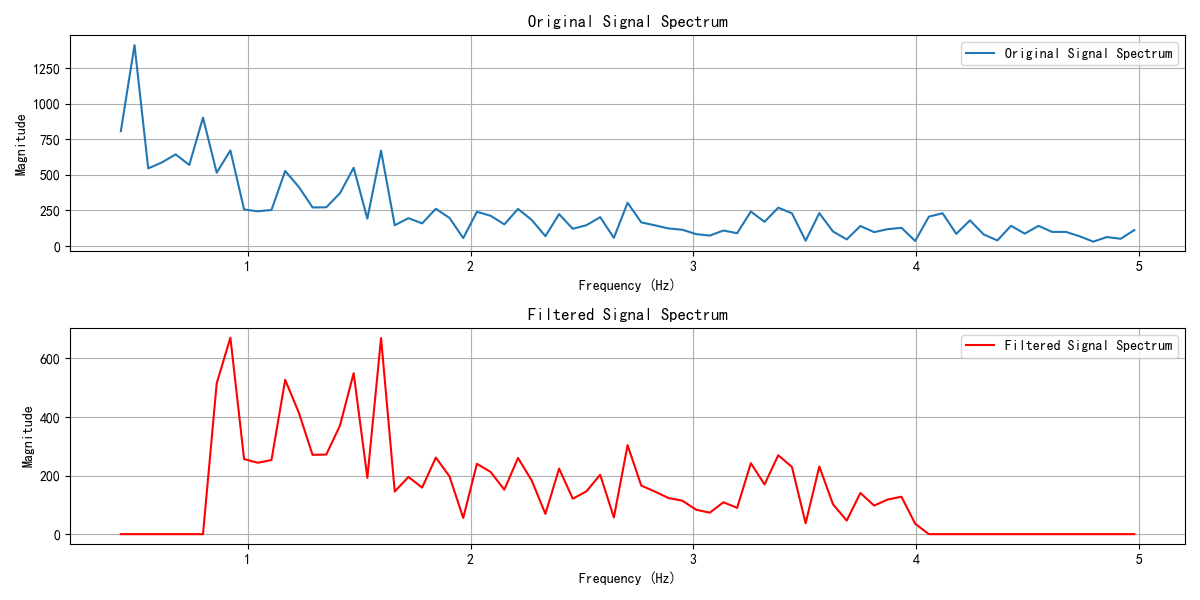 Original Signal Spectrum
Original Signal Spectrum
1250
1000
750
500
250
0
Magnitude
1 2 3 4 5
Frequency (Hz)
Filtered Signal Spectrum
Filtered Signal Spectrum
600
400
200
0
Magnitude
1 2 3 4 5
Frequency (Hz)